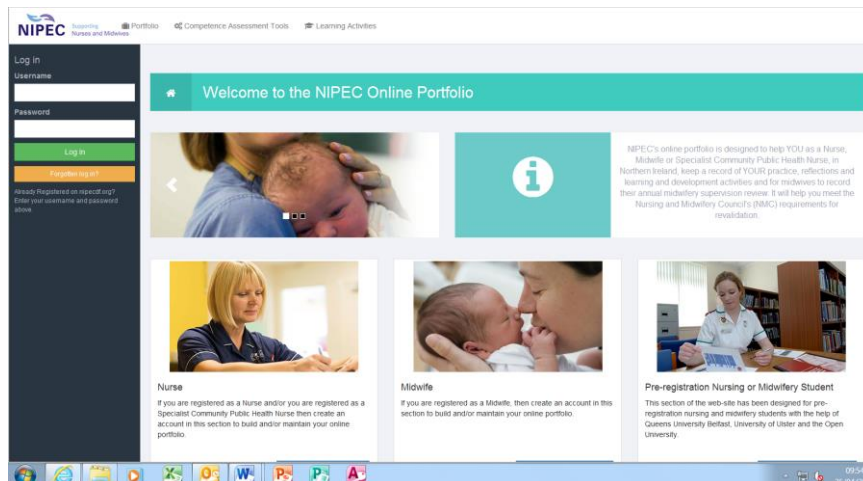 NIPEC Supporting Nurses and Midwives
Portfolio
Competence Assessment Tools
Learning Activities
Log in
Username
Password
Log In
Forgotten log in?
Already Registered on nipecdf.org?
Enter your username and password
above
Welcome to the NIPEC Online Portfolio
NIPEC's online portfolio is designed to help YOU as a Nurse,
Midwife or Specialist Community Public Health Nurse, in
Northern Ireland, keep a record of YOUR practice, reflections and
learning and development activities and for midwives to record
their annual midwifery supervision review. It will help you meet the
Nursing and Midwifery Council's (NMC) requirements for
revalidation.
Nurse
If you are registered as a Nurse and/or you are registered as a
Specialist Community Public Health Nurse then create an
account in this section to build and/or maintain your online
portfolio.
Midwife
If you are registered as a Midwife, then create an account in this
section to build and/or maintain your online portfolio.
Pre-registration Nursing or Midwifery Student
This section of the web-site has been designed for pre-
registration nursing and midwifery students with the help of
Queens University Belfast, University of Ulster and the Open
University.
09:54